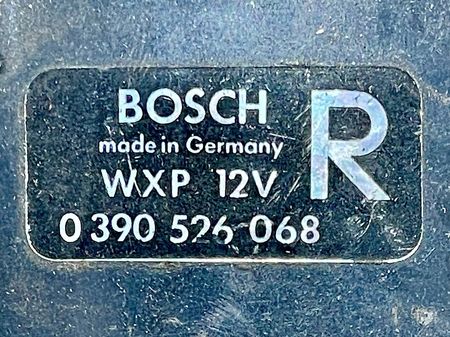 BOSCH
made in Germany
WXP 12V
0 390 526 068
R